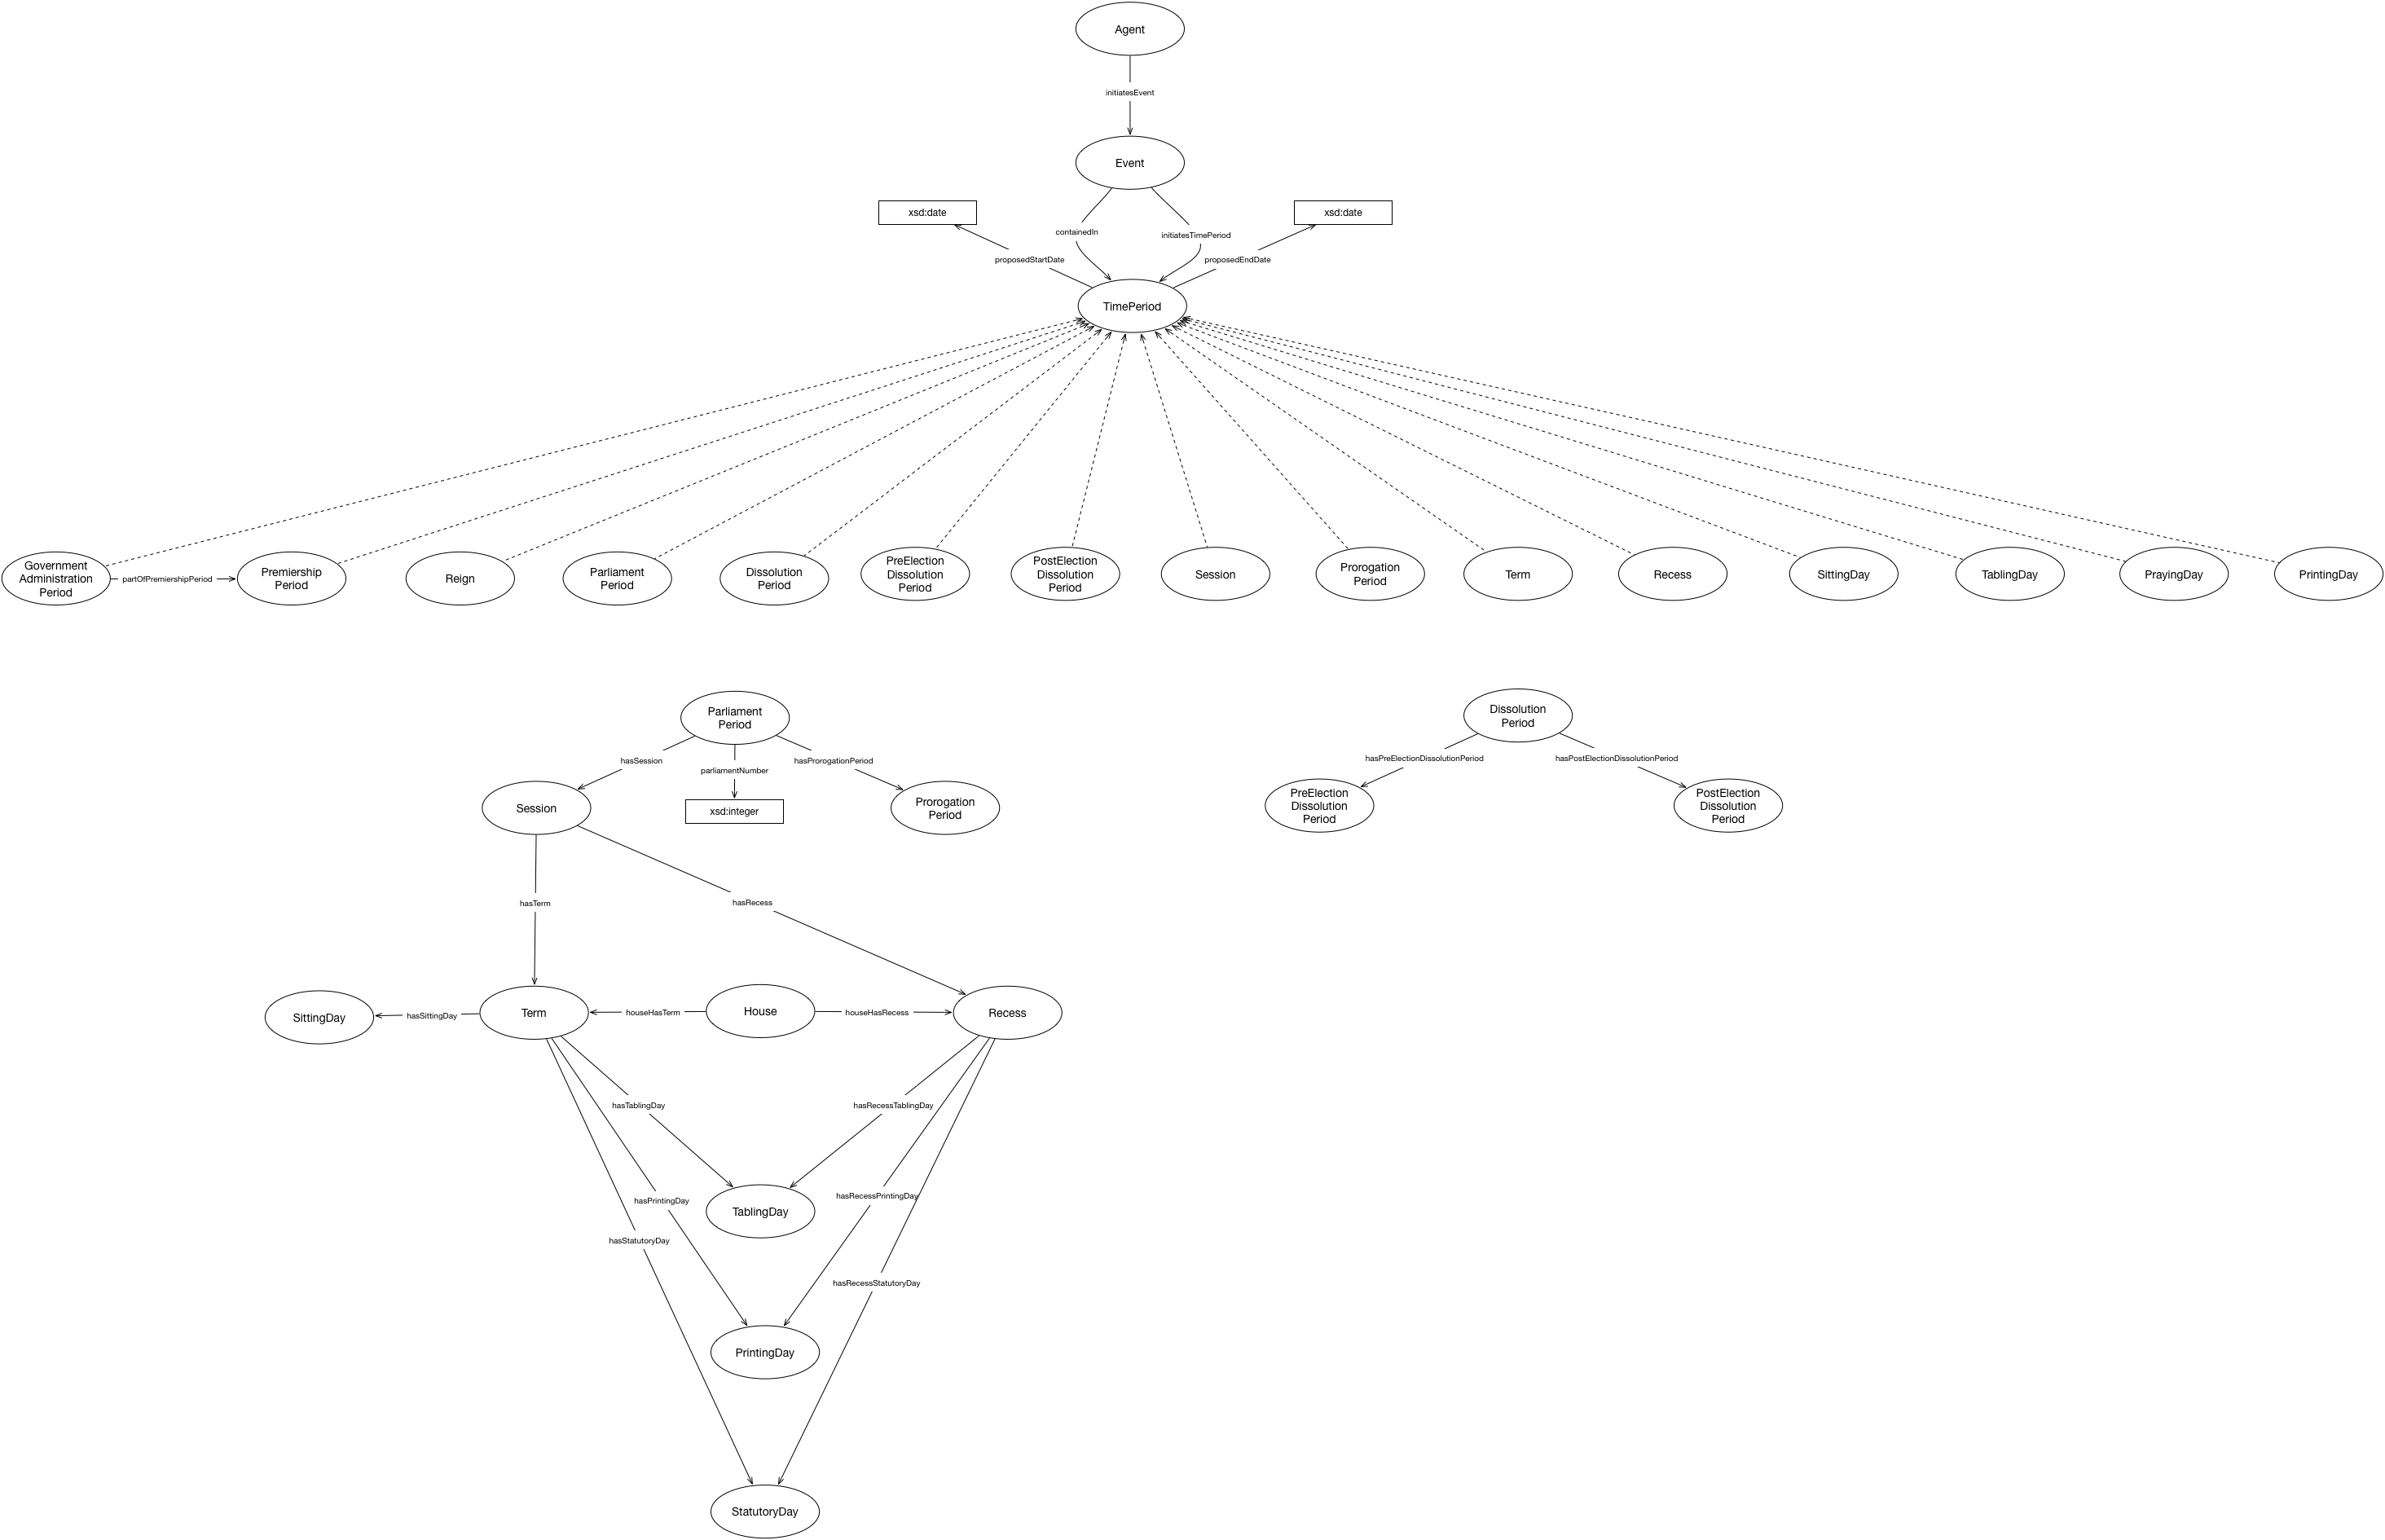 Agent
initiatesEvent
Event
xsd:date
xsd:date
containedIn
initiatesTimePeriod
proposedStartDate
proposedEndDate
TimePeriod
Government
Administration
Period
partOfPremiershipPeriod
Premiership
Period
Reign
Parliament
Period
Dissolution
Period
PreElection
Dissolution
Period
PostElection
Dissolution
Period
Session
Prorogation
Period
Term
Recess
SittingDay
TablingDay
PrayingDay
PrintingDay
Parliament
Period
Dissolution
Period
hasSession
parliamentNumber
hasProrogationPeriod
hasPreElectionDissolutionPeriod
hasPostElectionDissolutionPeriod
Session
xsd:integer
Prorogation
Period
PreElection
Dissolution
Period
PostElection
Dissolution
Period
hasTerm
hasRecess
SittingDay
hasSittingDay
Term
houseHasTerm
House
houseHasRecess
Recess
hasTablingDay
hasRecessTablingDay
hasPrintingDay
hasRecessPrintingDay
TablingDay
hasStatutoryDay
hasRecessStatutoryDay
PrintingDay
StatutoryDay